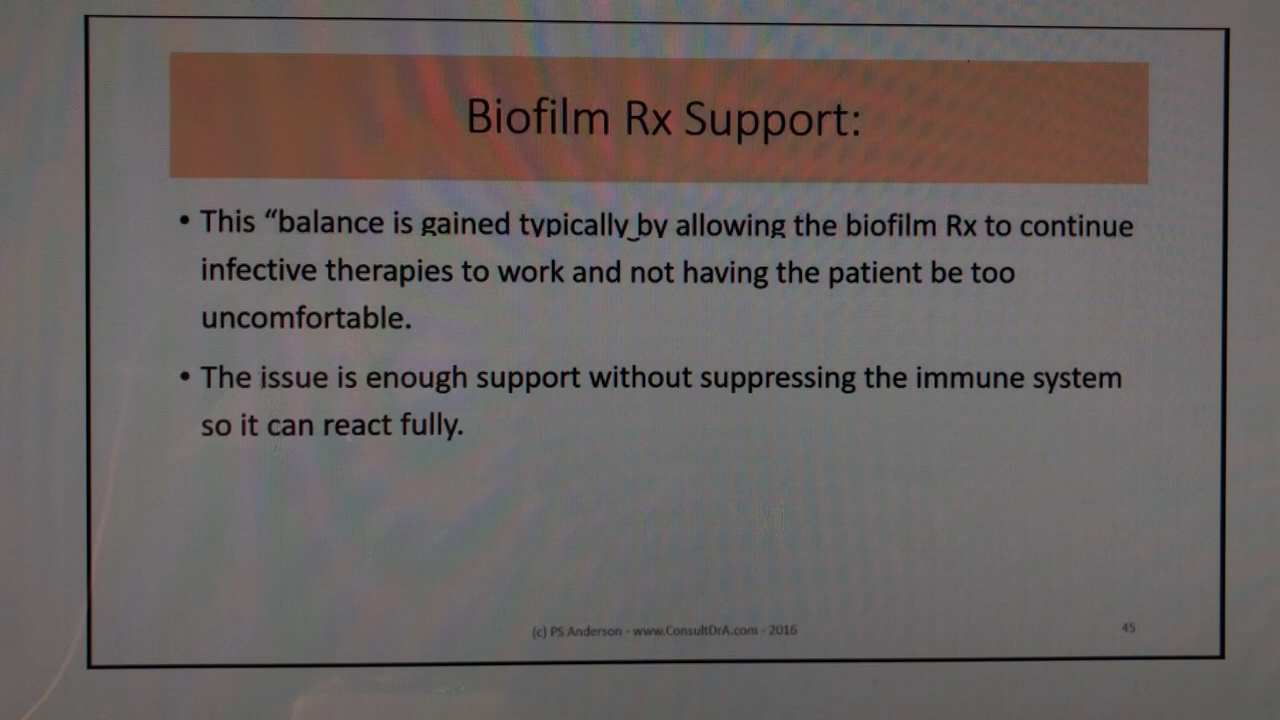 Biofilm Rx Support:
• This “balance is gained typically by allowing the biofilm Rx to continue
infective therapies to work and not having the patient be too
uncomfortable.
• The issue is enough support without suppressing the immune system
so it can react fully.
(c) PS Anderson - www.ConsultDrA.com - 2016
45